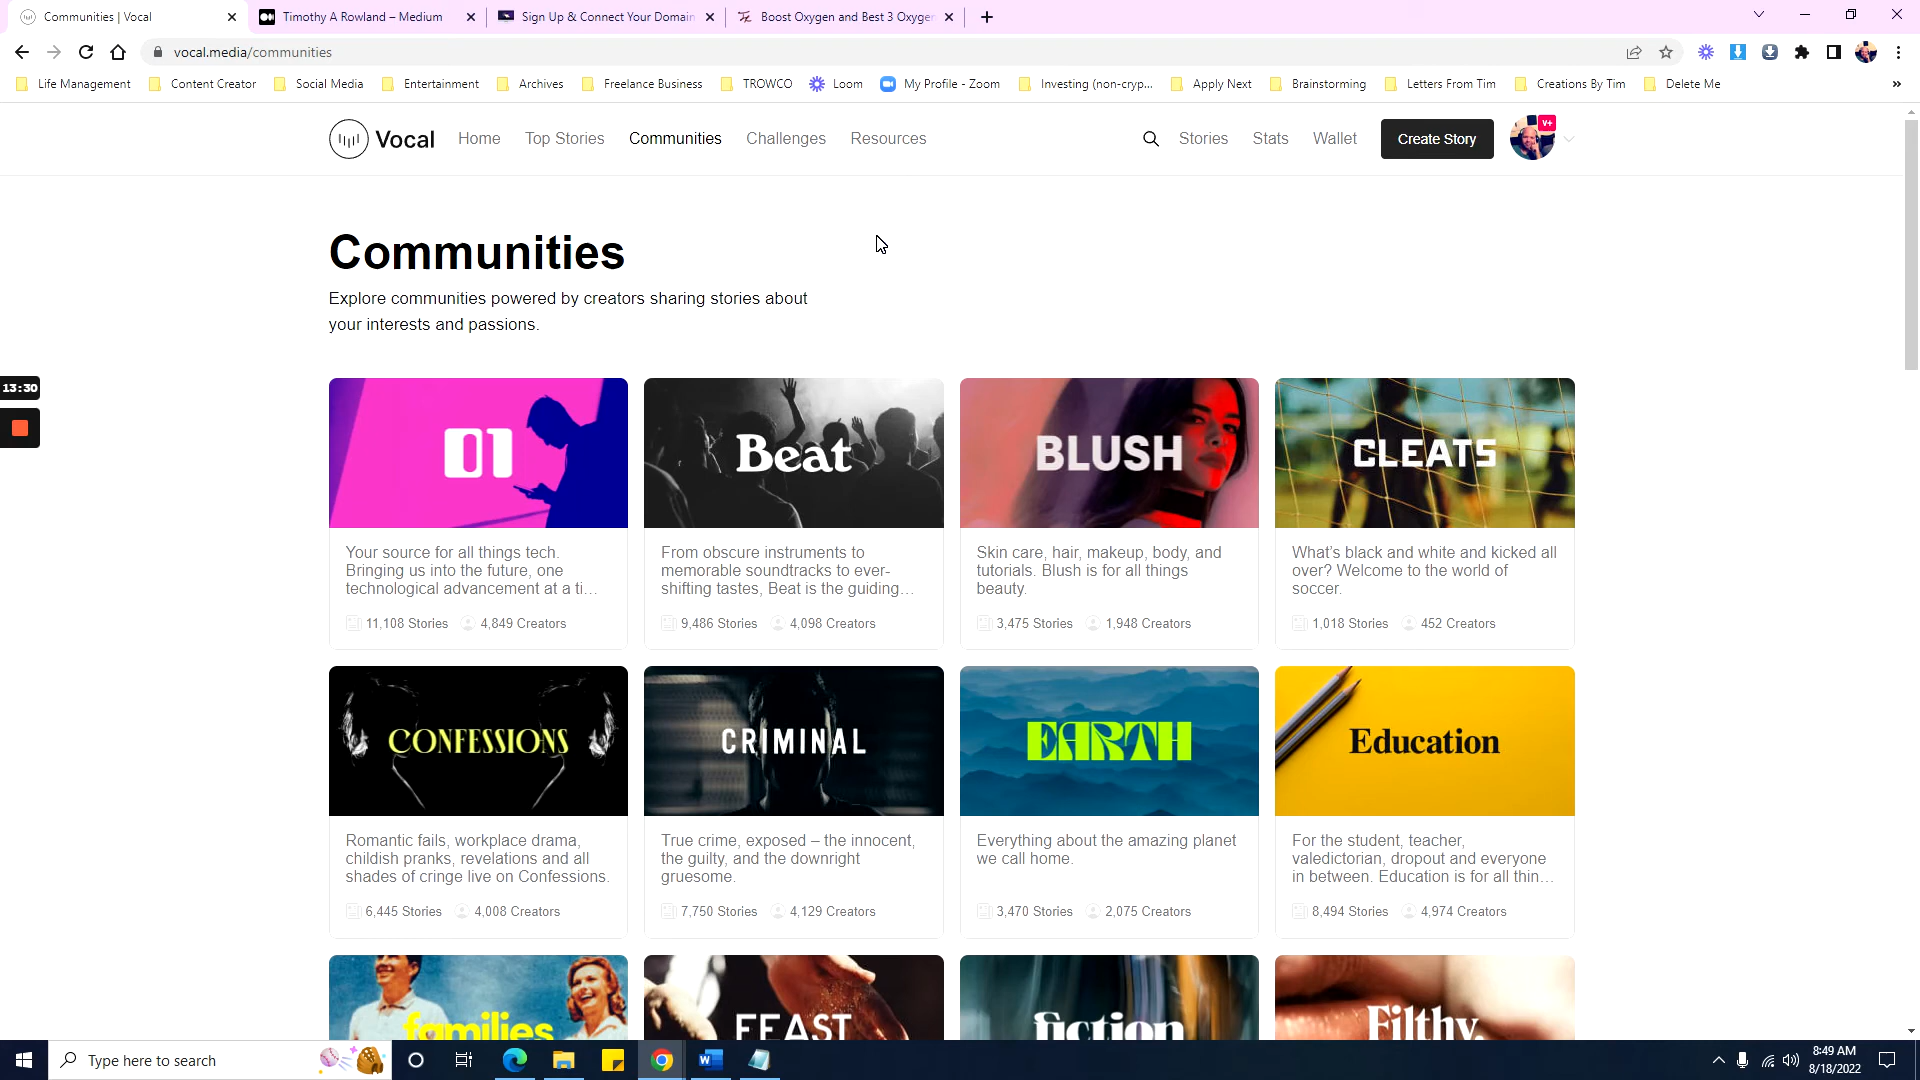 Communities | Vocal
Timothy A Rowland – Medium
Sign Up & Connect Your Domain
Boost Oxygen and Best 3 Oxygen
vocal.media/communities
Life Management
Content Creator
Social Media
Entertainment
Archives
Freelance Business
TROWCO
Loom
My Profile - Zoom
Investing (non-cryp...
Apply Next
Brainstorming
Letters From Tim
Creations By Tim
Delete Me
»
Vocal
Home
Top Stories
Communities
Challenges
Resources
Stories
Stats
Wallet
Create Story
V+
Communities
Explore communities powered by creators sharing stories about
your interests and passions.
13:30
01
Beat
BLUSH
CLEATS
Your source for all things tech.
Bringing us into the future, one
technological advancement at a ti...
11,108 Stories
4,849 Creators
From obscure instruments to
memorable soundtracks to ever-
shifting tastes, Beat is the guiding...
9,486 Stories
4,098 Creators
Skin care, hair, makeup, body, and
tutorials. Blush is for all things
beauty.
3,475 Stories
1,948 Creators
What's black and white and kicked all
over? Welcome to the world of
soccer.
1,018 Stories
452 Creators
CONFESSIONS
CRIMINAL
EARTH
Education
Romantic fails, workplace drama,
childish pranks, revelations and all
shades of cringe live on Confessions.
6,445 Stories
4,008 Creators
True crime, exposed – the innocent,
the guilty, and the downright
gruesome.
7,750 Stories
4,129 Creators
Everything about the amazing planet
we call home.
3,470 Stories
2,075 Creators
For the student, teacher,
valedictorian, dropout and everyone
in between. Education is for all thin...
8,494 Stories
4,974 Creators
families
FEAST
fiction
Filthy
Type here to search
8:49 AM
8/18/2022